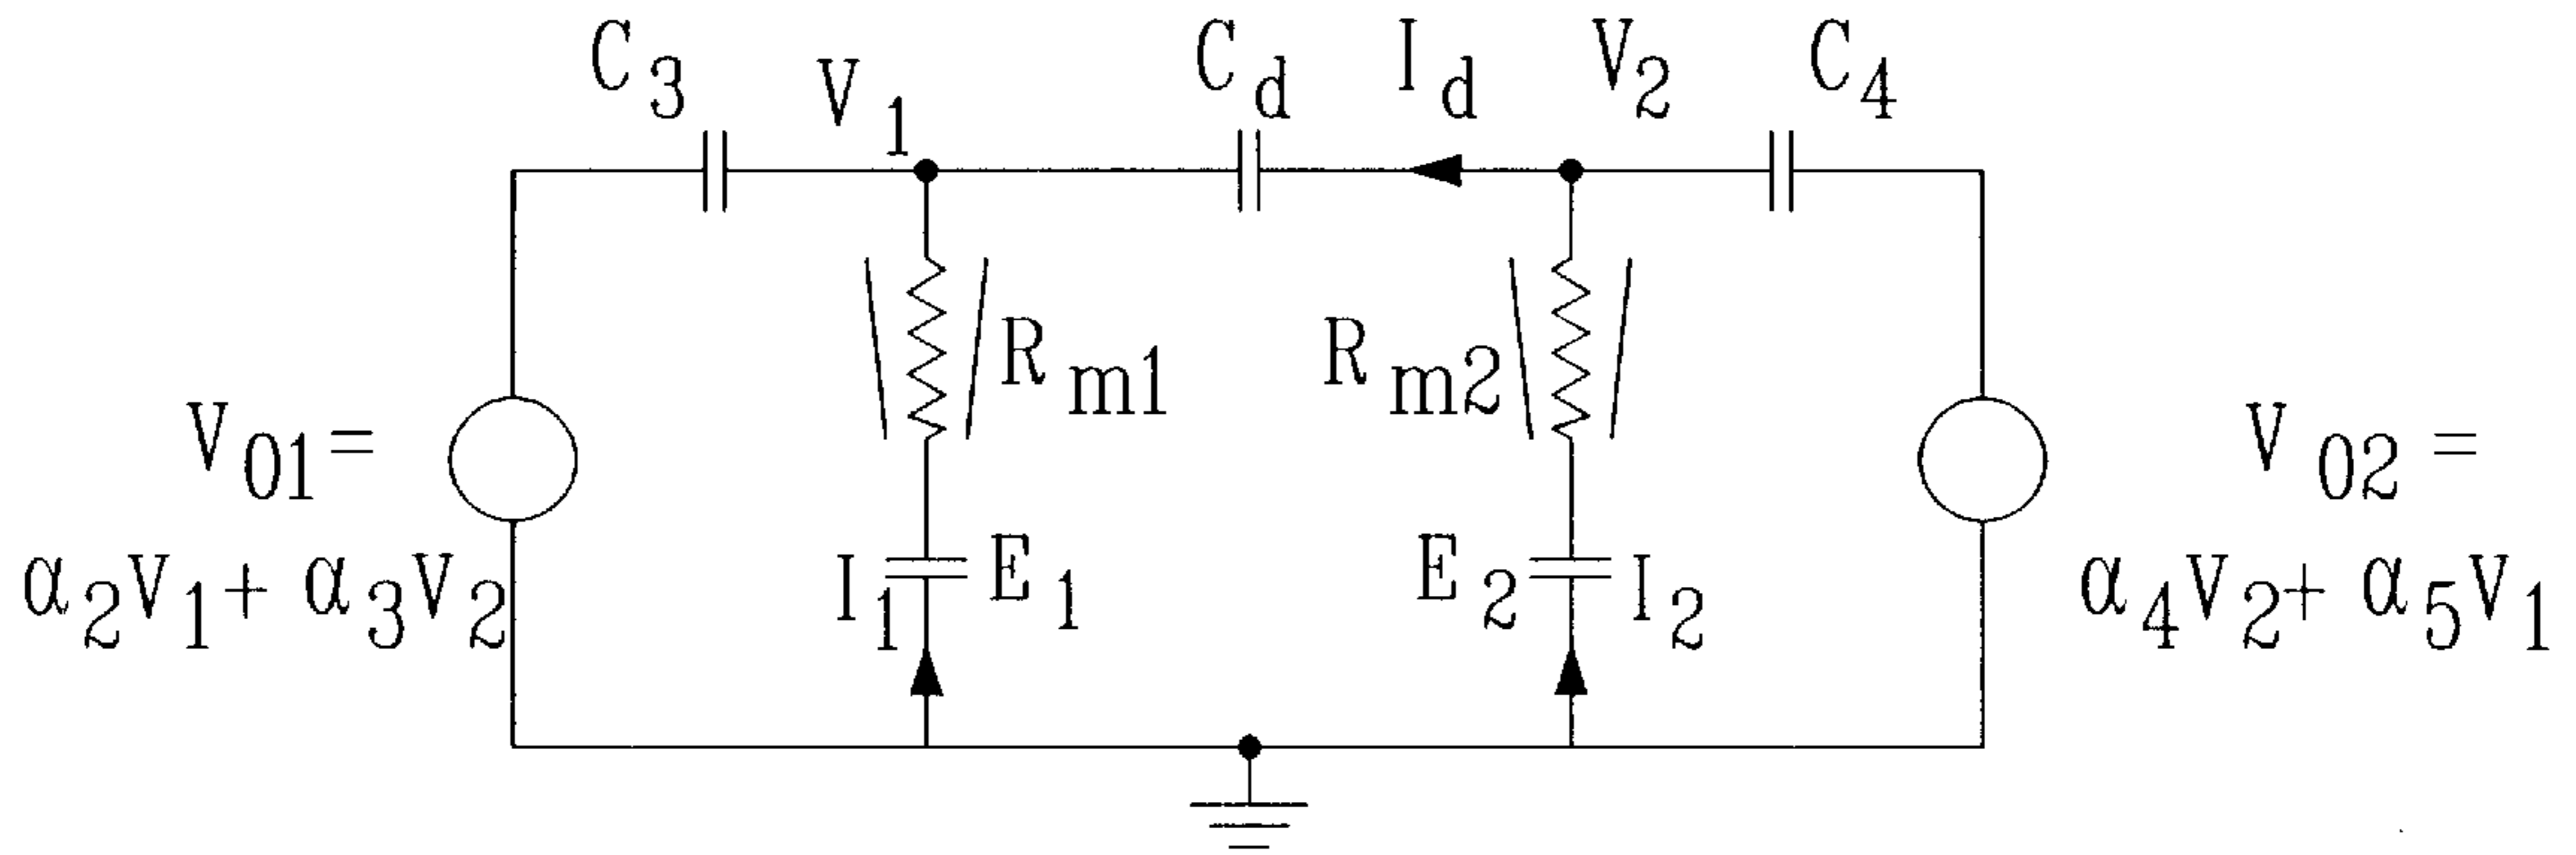 C3
V1
Cd
Id
V2
C4
Rm1
Rm2
V01=
α2V1+ α3V2
I1
E1
E2
I2
V02 =
α4V2+ α5V1